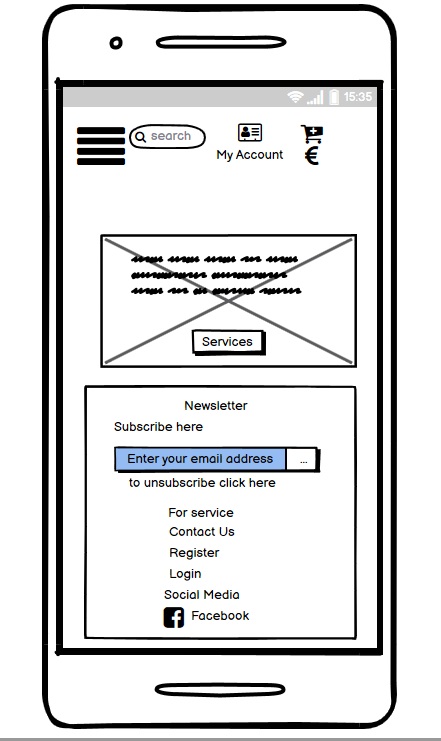 15:35
search
My Account
€
Services
Newsletter
Subscribe here
Enter your email address ...
to unsubscribe click here
For service
Contact Us
Register
Login
Social Media
Facebook